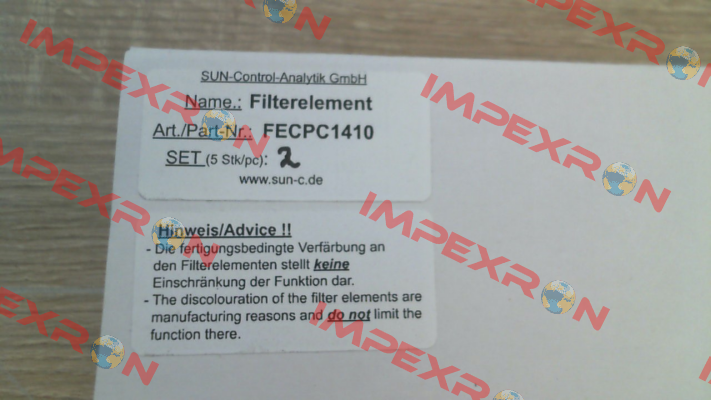 SUN-Control-Analytik GmbH
Name.: Filterelement
Art./Part-Nr.: FECPC1410
SET (5 Stk/pc): 2
www.sun-c.de
Hinweis/Advice !!
- Die fertigungsbedingte Verfärbung an
den Filterelementen stellt keine
Einschränkung der Funktion dar.
- The discolouration of the filter elements are
manufacturing reasons and do not limit the
function there.
IMPEXRON
IMPEXRON
IMPEXRON
IMPEXRON
IMPEXRON
IMPEXRON
IMPEXRON